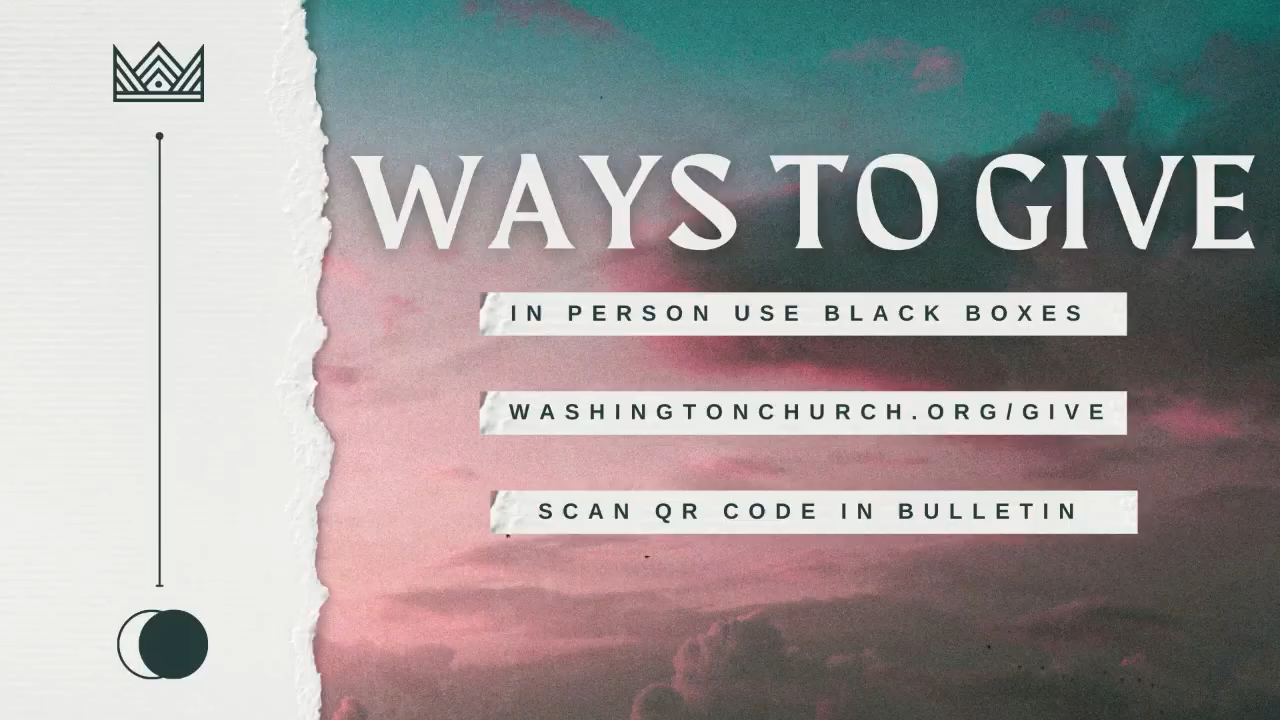 WAYS TO GIVE
IN PERSON USE BLACK BOXES
WASHINGTONCHURCH.ORG/GIVE
SCAN QR CODE IN BULLETIN